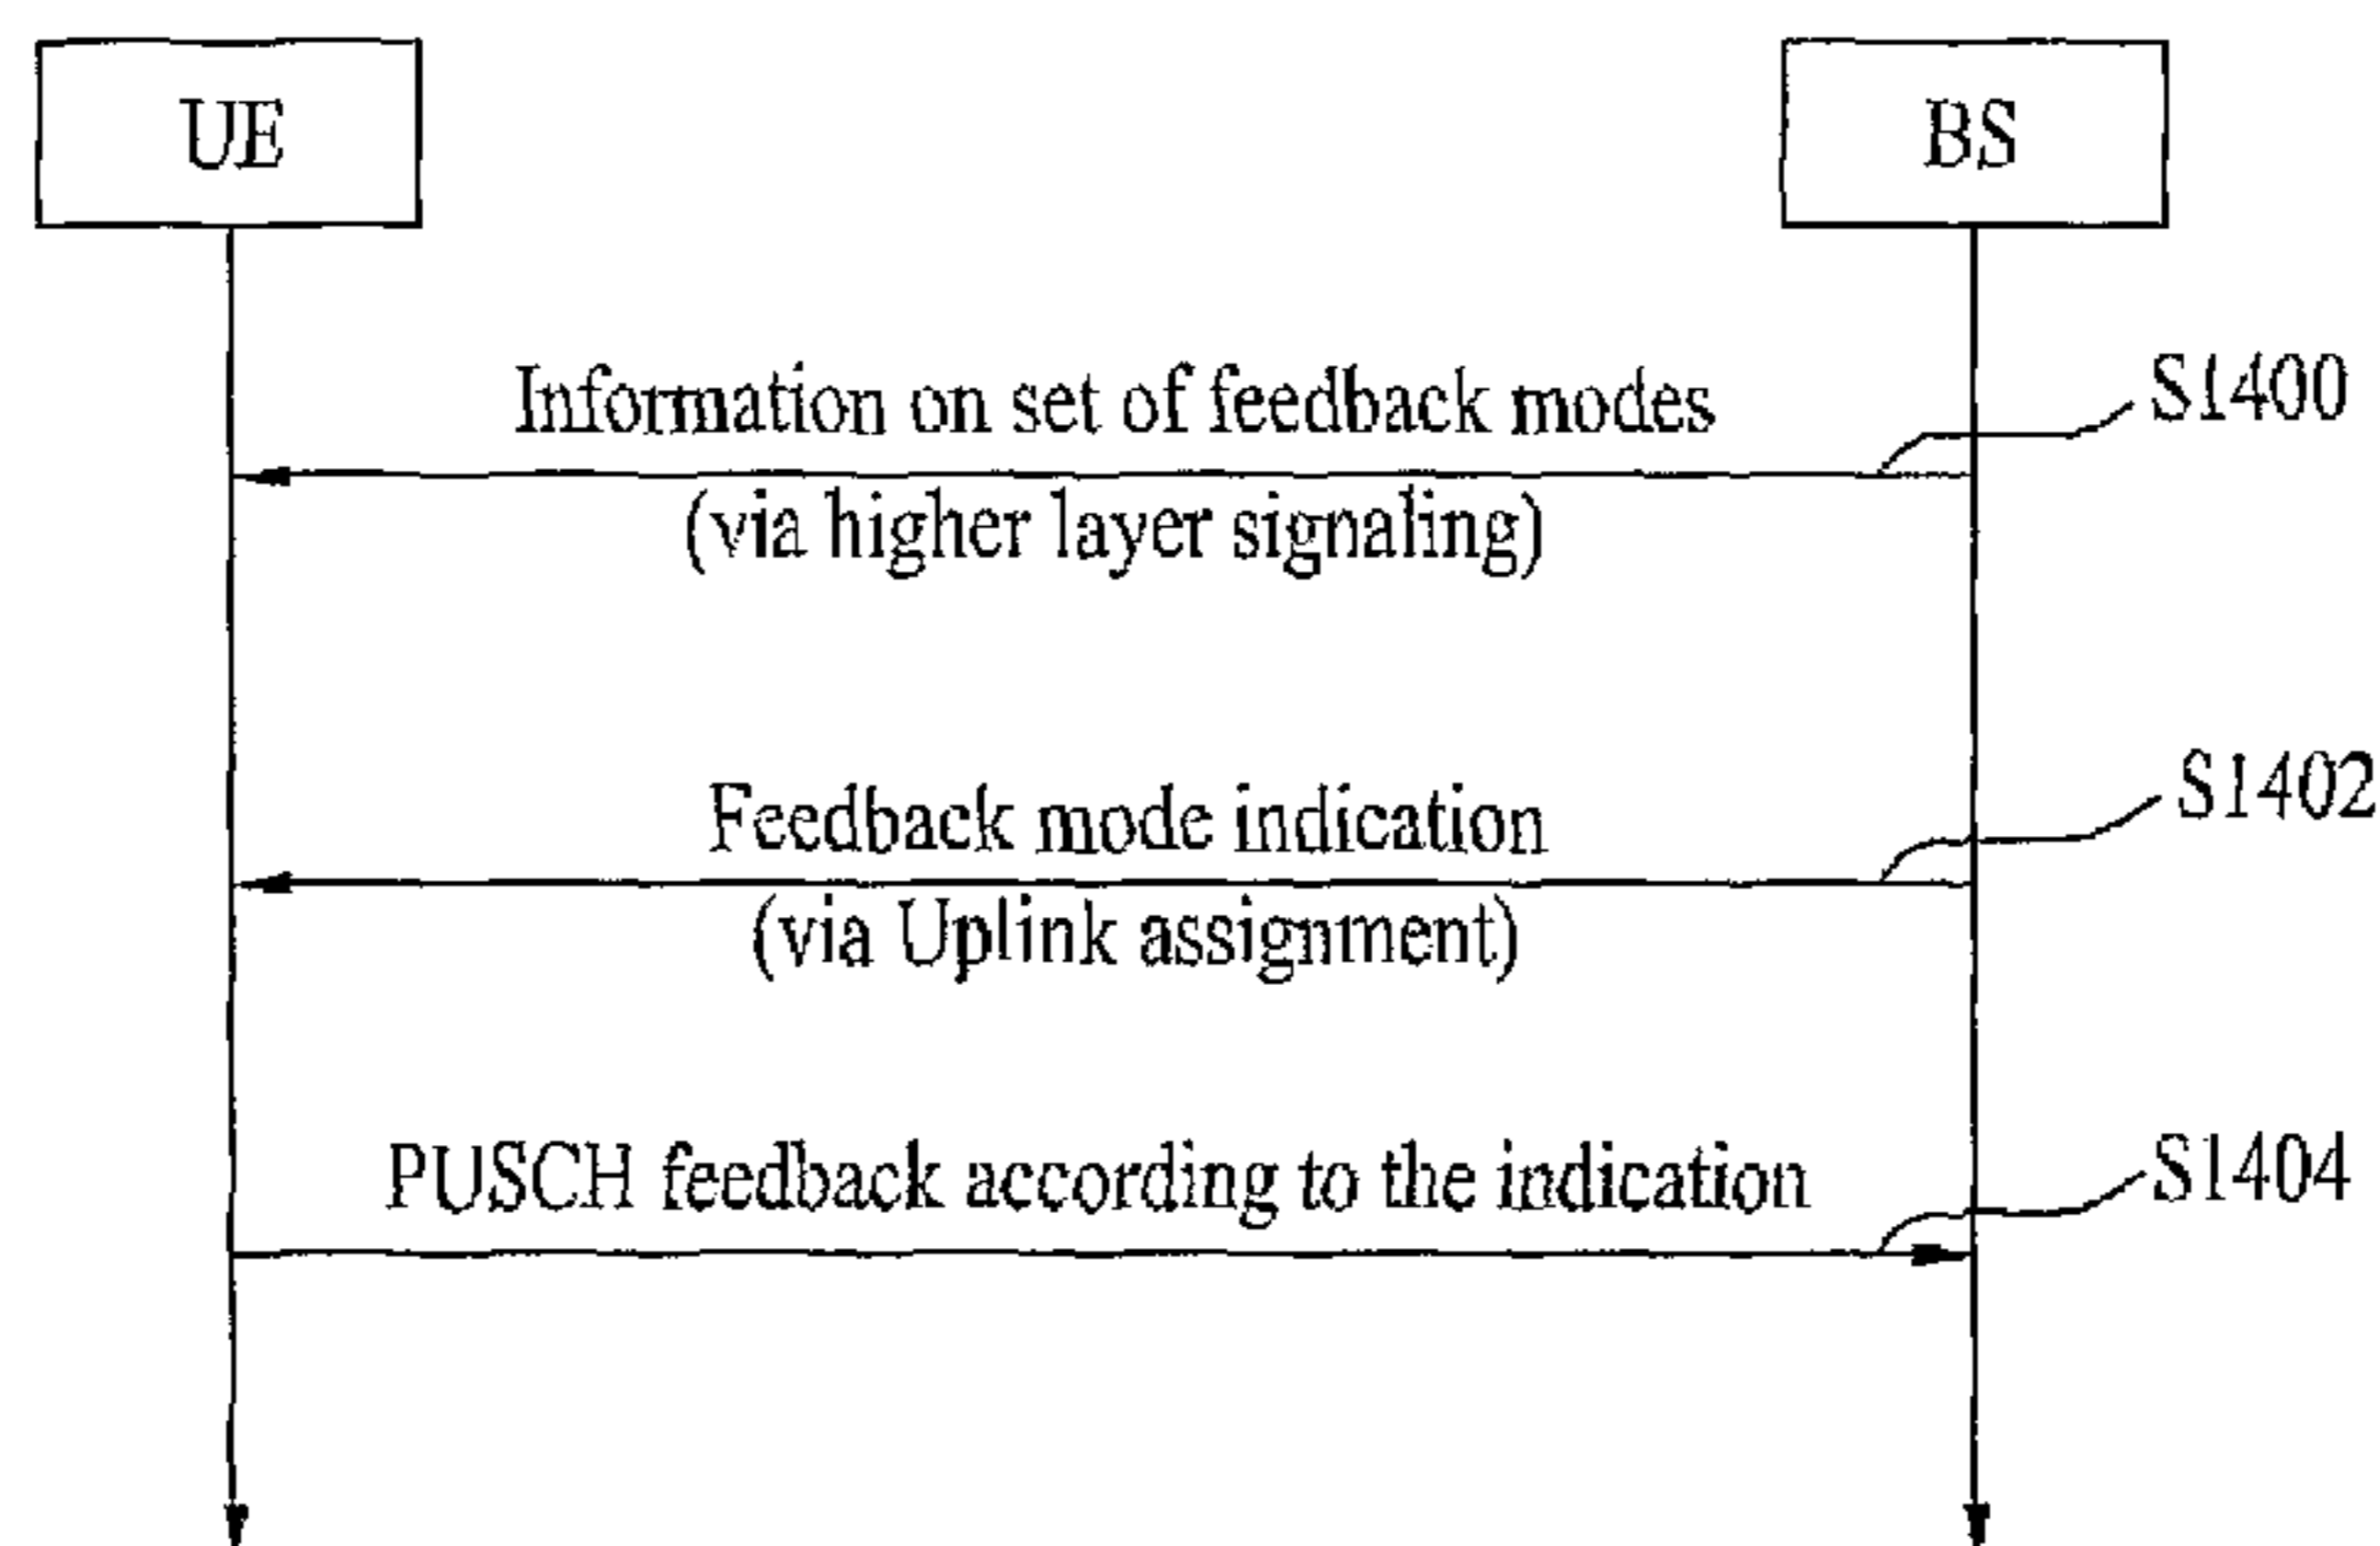 UE
BS
Information on set of feedback modes
S1400
(via higher layer signaling)
Feedback mode indication
S1402
(via Uplink assignment)
PUSCH feedback according to the indication
S1404